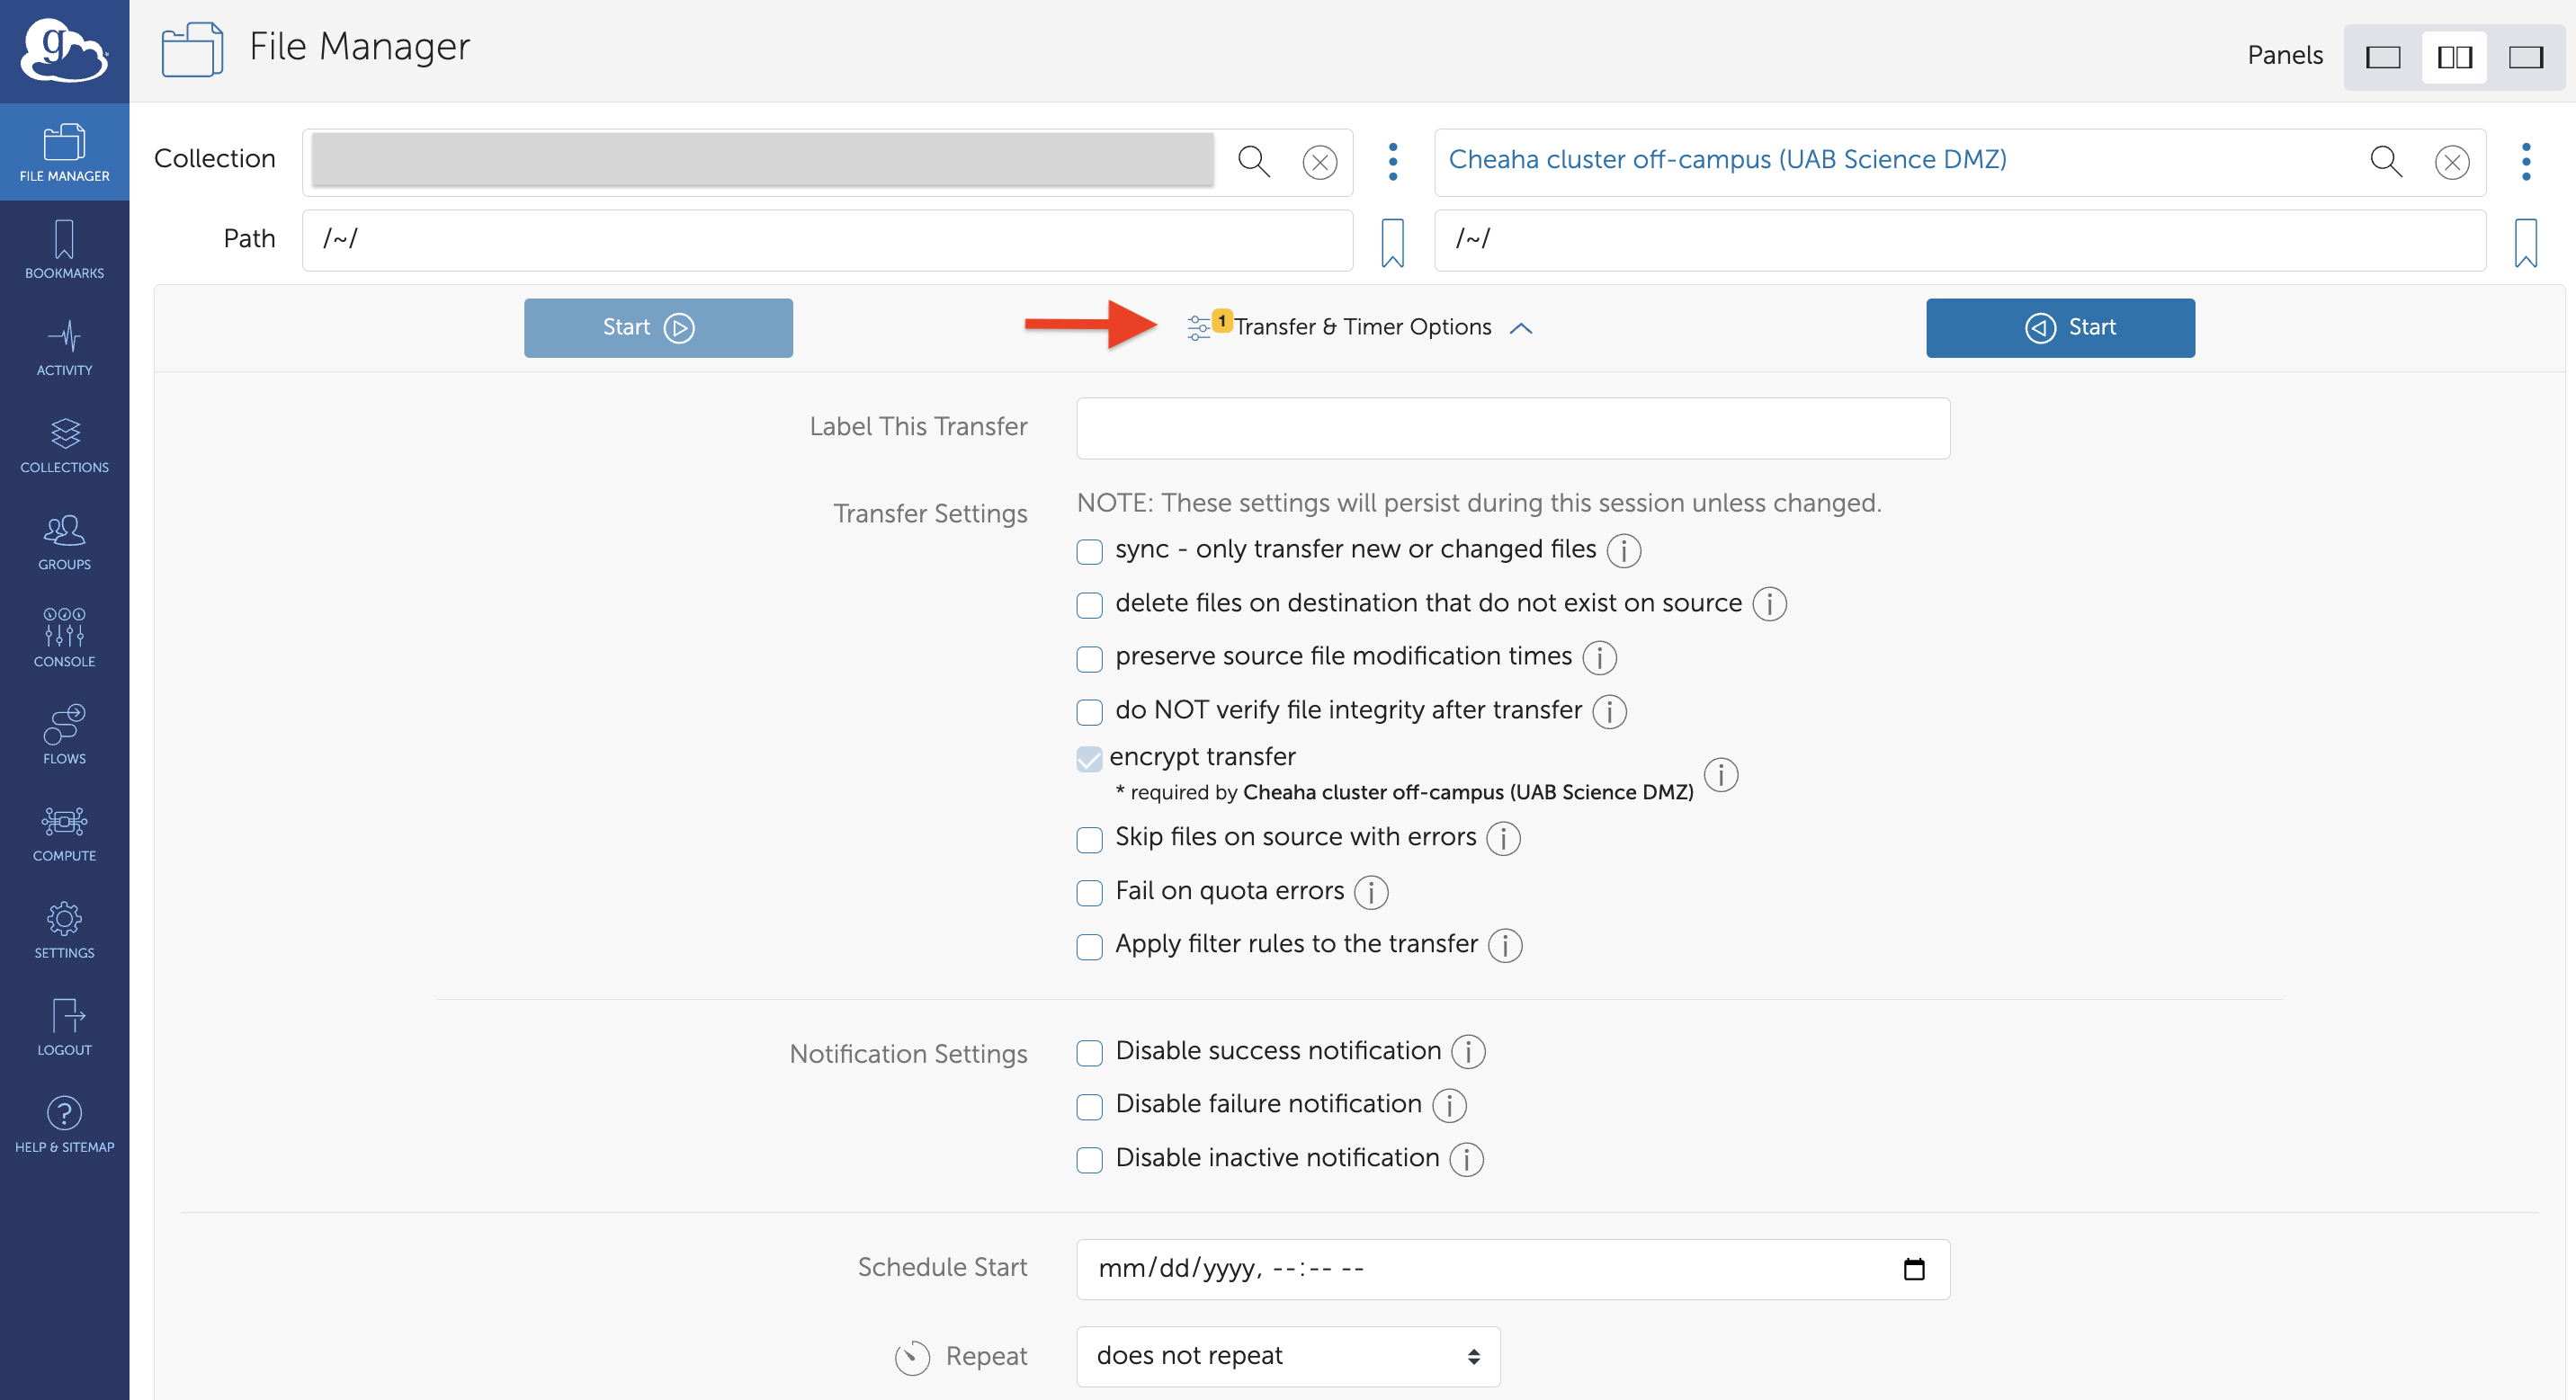 g
File Manager
Panels
FILE MANAGER
BOOKMARKS
ACTIVITY
COLLECTIONS
GROUPS
CONSOLE
FLOWS
COMPUTE
SETTINGS
LOGOUT
HELP & SITEMAP
Collection
Cheaha cluster off-campus (UAB Science DMZ)
Path /~/ /~/
Start 1 Transfer & Timer Options Start
Label This Transfer
Transfer Settings
NOTE: These settings will persist during this session unless changed.
sync - only transfer new or changed files
delete files on destination that do not exist on source
preserve source file modification times
do NOT verify file integrity after transfer
encrypt transfer
* required by Cheaha cluster off-campus (UAB Science DMZ)
Skip files on source with errors
Fail on quota errors
Apply filter rules to the transfer
Notification Settings
Disable success notification
Disable failure notification
Disable inactive notification
Schedule Start mm/dd/yyyy, --:-- --
Repeat does not repeat